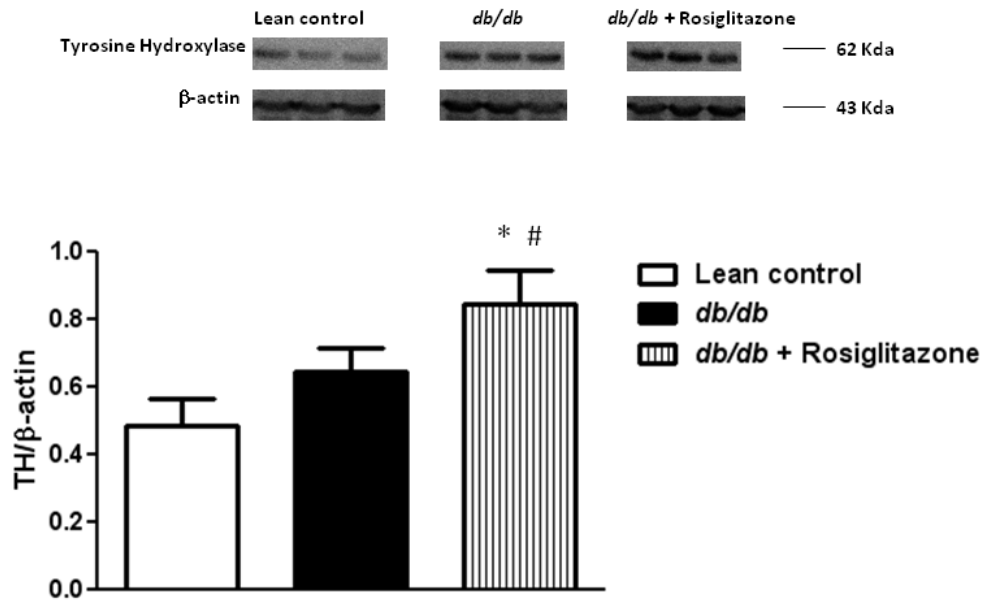 Lean control db/db db/db + Rosiglitazone
Tyrosine Hydroxylase 62 Kda
β-actin 43 Kda
* #
1.0
0.8
0.6
0.4
0.2
0.0
TH/β-actin
Lean control
db/db
db/db + Rosiglitazone